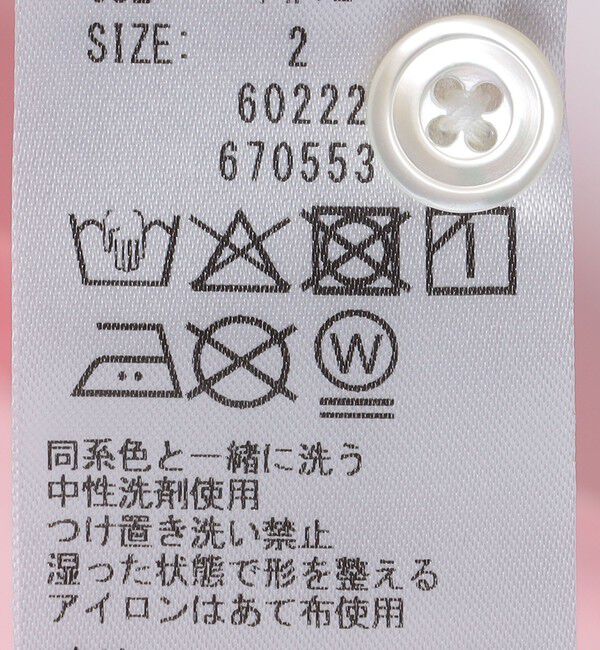 SIZE: 2
60222
670553
W
同系色と一緒に洗う
中性洗剤使用
つけ置き洗い禁止
湿った状態で形を整える
アイロンはあて布使用